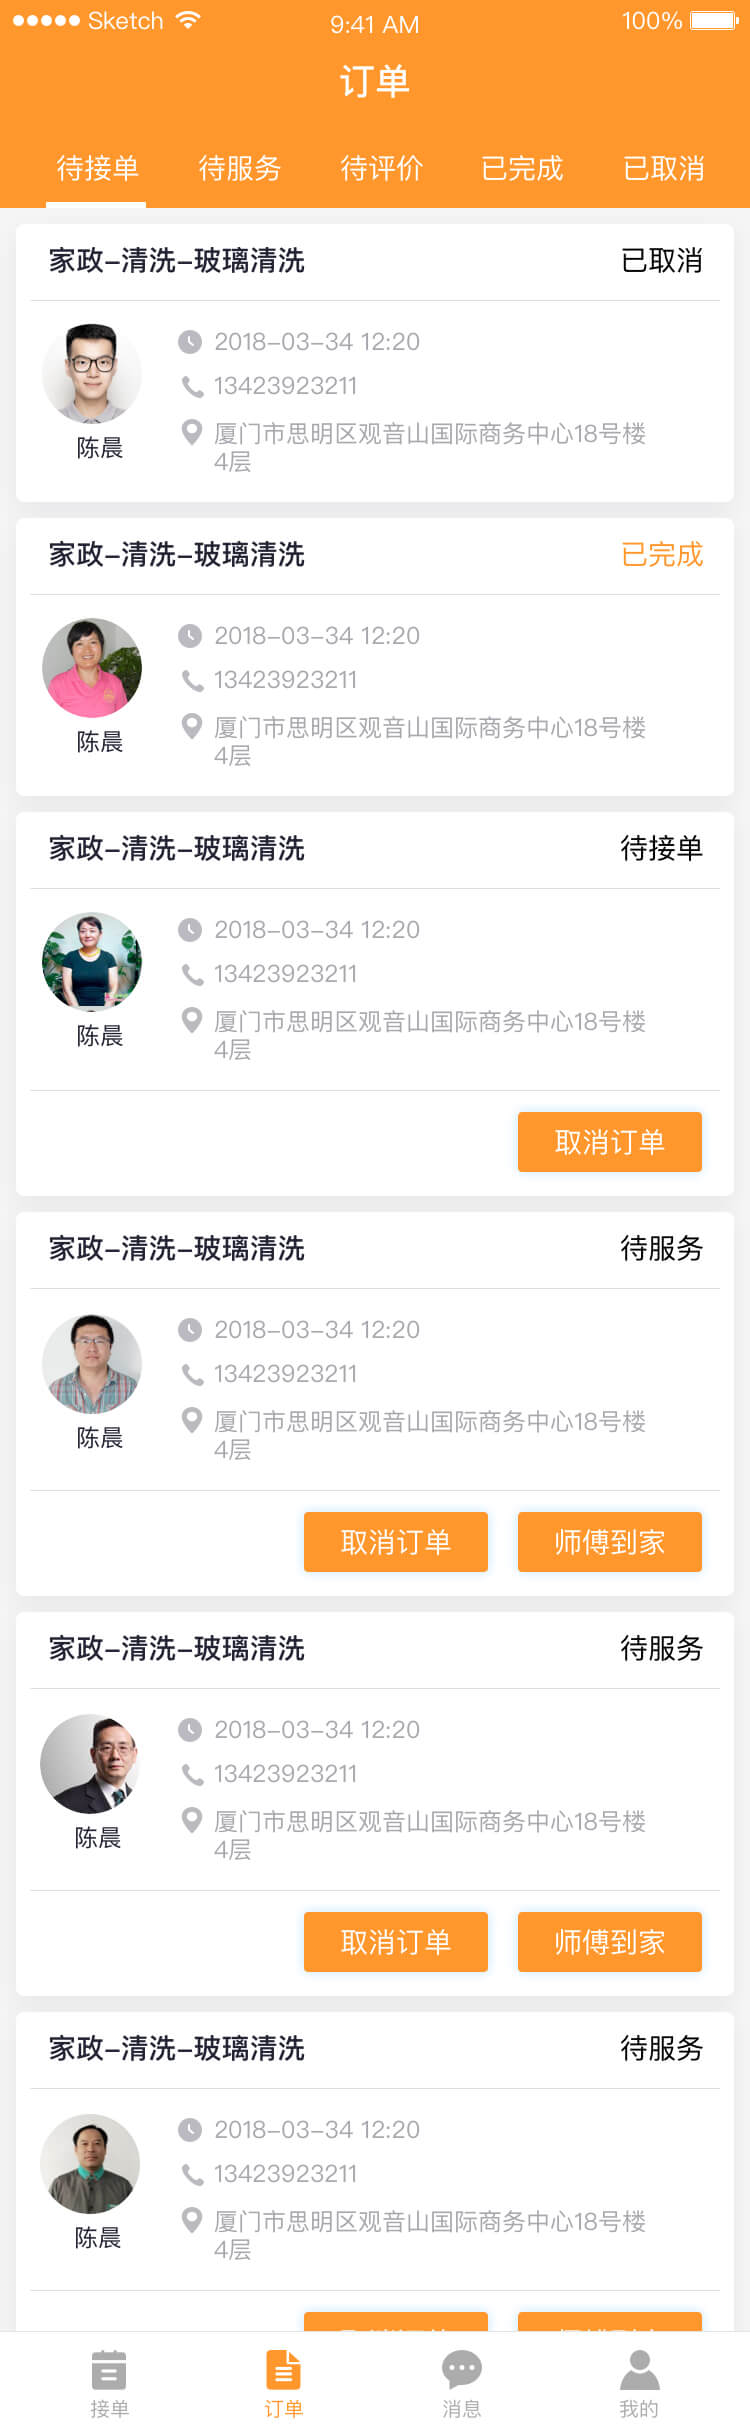 Sketch 9:41 AM 100%
订单
待接单 待服务 待评价 已完成 已取消
家政-清洗-玻璃清洗 已取消
2018-03-34 12:20
13423923211
厦门市思明区观音山国际商务中心18号楼
4层
陈晨
家政-清洗-玻璃清洗 已完成
2018-03-34 12:20
13423923211
厦门市思明区观音山国际商务中心18号楼
4层
陈晨
家政-清洗-玻璃清洗 待接单
2018-03-34 12:20
13423923211
厦门市思明区观音山国际商务中心18号楼
4层
陈晨
取消订单
家政-清洗-玻璃清洗 待服务
2018-03-34 12:20
13423923211
厦门市思明区观音山国际商务中心18号楼
4层
陈晨
取消订单 师傅到家
家政-清洗-玻璃清洗 待服务
2018-03-34 12:20
13423923211
厦门市思明区观音山国际商务中心18号楼
4层
陈晨
取消订单 师傅到家
家政-清洗-玻璃清洗 待服务
2018-03-34 12:20
13423923211
厦门市思明区观音山国际商务中心18号楼
4层
陈晨
接单 订单 消息 我的